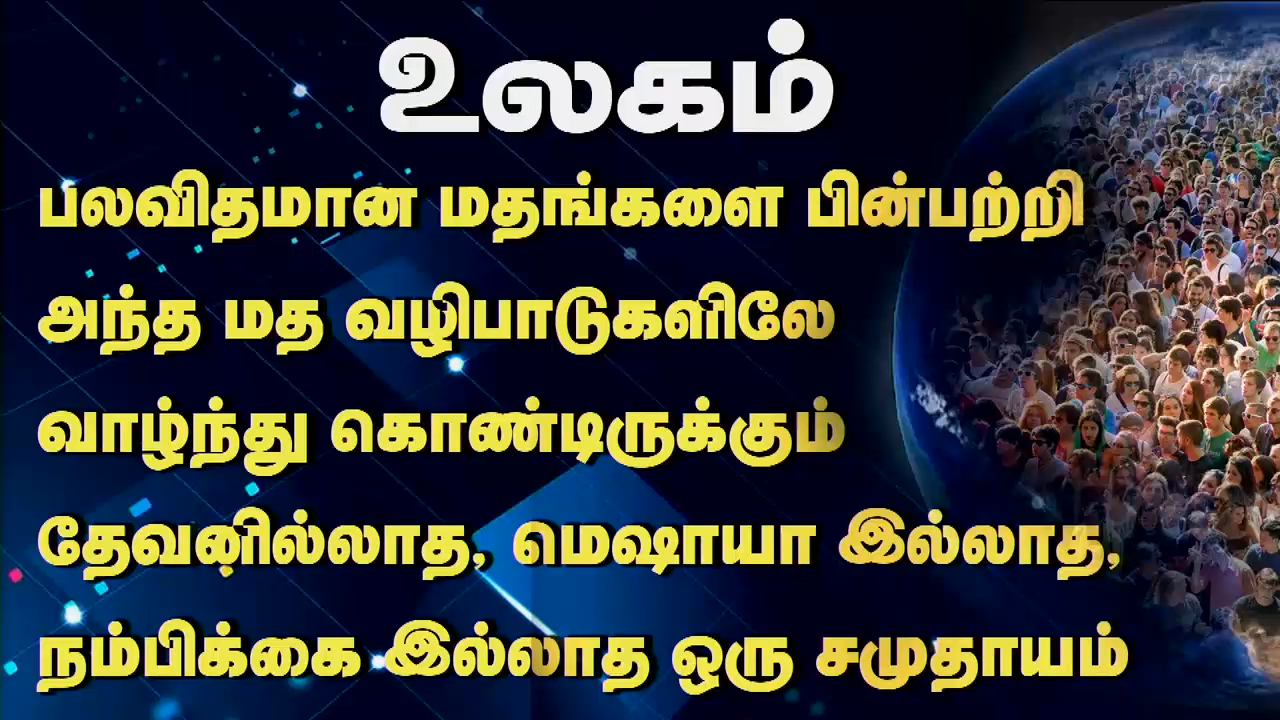 உலகம்
பலவிதமான மதங்களை பின்பற்றி
அந்த மத வழிபாடுகளிலே
வாழ்ந்து கொண்டிருக்கும்
தேவனில்லாத, மெஷாயா இல்லாத,
நம்பிக்கை இல்லாத ஒரு சமுதாயம்